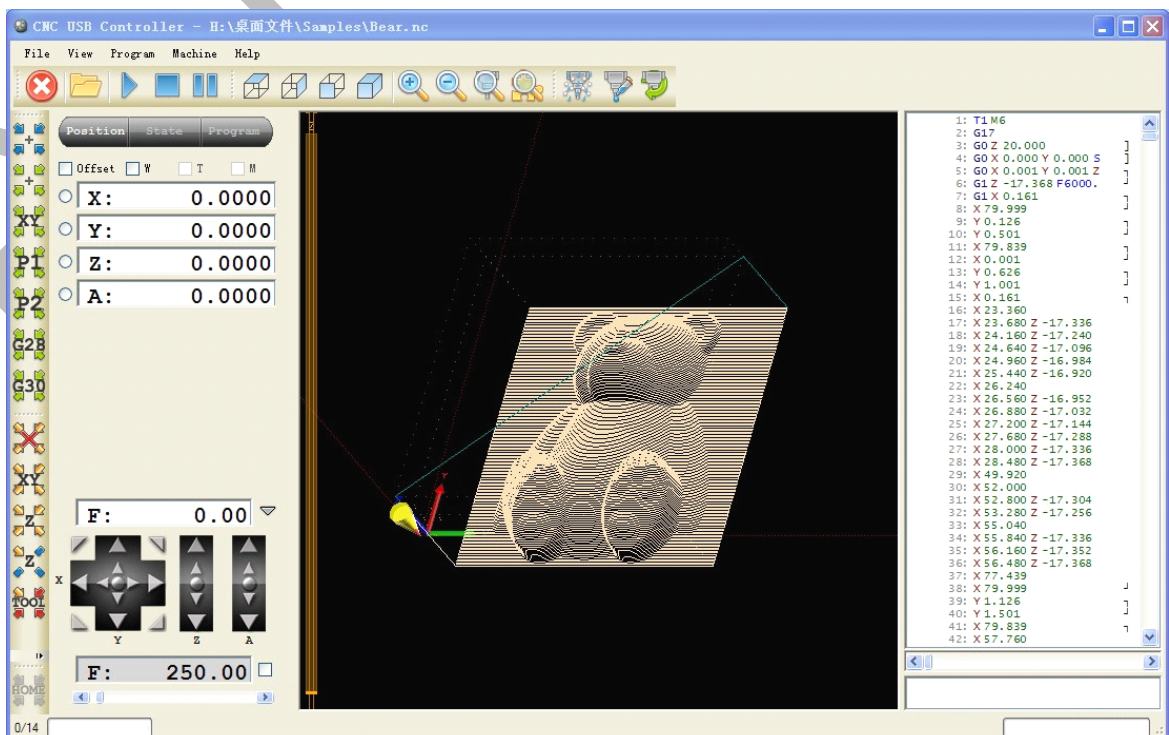 CNC USB Controller - H:\桌面文件\Samples\Bear.nc
File View Program Machine Help
Position State Program
Offset W T M
X: 0.0000
Y: 0.0000
Z: 0.0000
A: 0.0000
XY
P1
P2
G28
G30
XY
Z
Z
TOOL
HOME
F: 0.00
X
Y Z A
F: 250.00
0/14
1: T1 M6
2: G17
3: G0 Z 20.000
4: G0 X 0.000 Y 0.000 S
5: G0 X 0.001 Y 0.001 Z
6: G1 Z -17.368 F6000.
7: G1 X 0.161
8: X 79.999
9: Y 0.126
10: Y 0.501
11: X 79.839
12: X 0.001
13: Y 0.626
14: Y 1.001
15: X 0.161
16: X 23.360
17: X 23.680 Z -17.336
18: X 24.160 Z -17.240
19: X 24.640 Z -17.096
20: X 24.960 Z -16.984
21: X 25.440 Z -16.920
22: X 26.240
23: X 26.560 Z -16.952
24: X 26.880 Z -17.032
25: X 27.200 Z -17.144
26: X 27.680 Z -17.288
27: X 28.000 Z -17.336
28: X 28.480 Z -17.368
29: X 49.920
30: X 52.000
31: X 52.800 Z -17.304
32: X 53.280 Z -17.256
33: X 55.040
34: X 55.840 Z -17.336
35: X 56.160 Z -17.352
36: X 56.480 Z -17.368
37: X 77.439
38: X 79.999
39: Y 1.126
40: Y 1.501
41: X 79.839
42: X 57.760